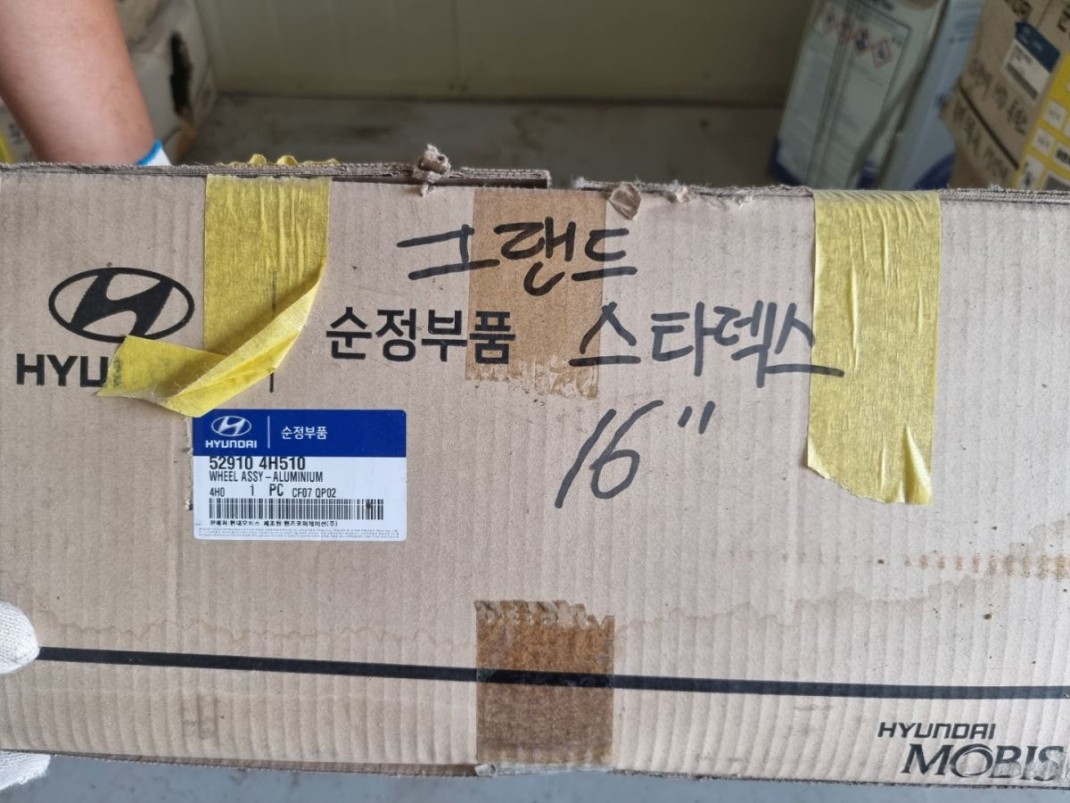 그랜드
순정부품 스타렉스
HYU
16"
HYUNDAI 순정부품
52910 4H510
WHEEL ASSY-ALUMINIUM
4H0 1 PC CF07 QP02
HYUNDAI
MOBIS